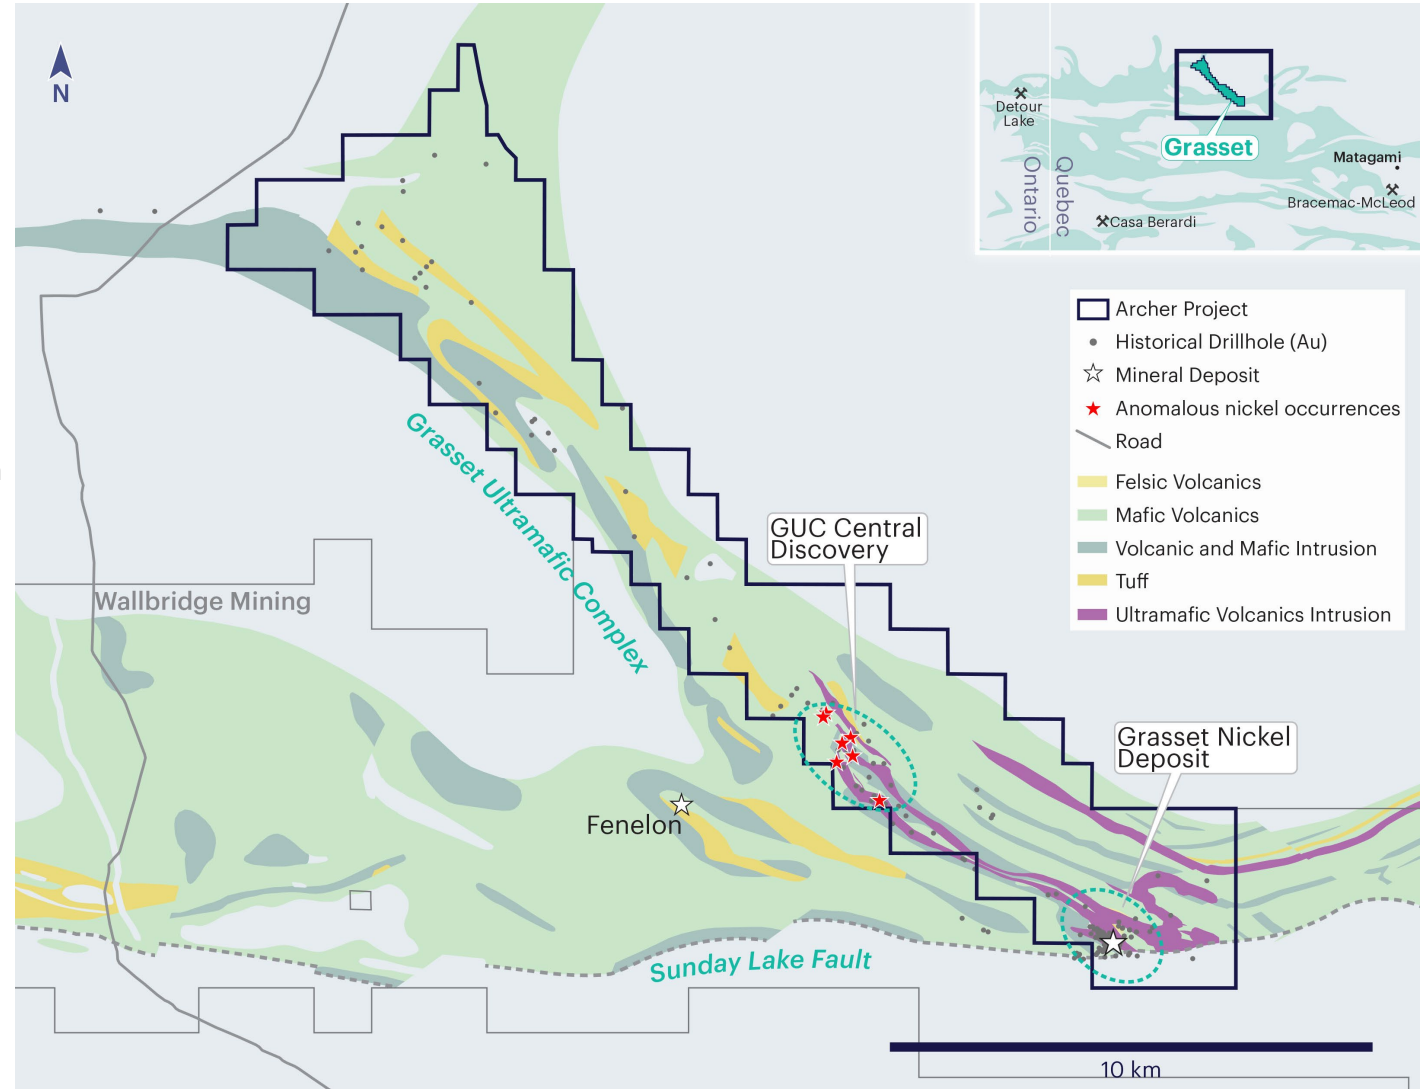 N
Detour
Lake
Grasset
Matagami
Bracemac-McLeod
Casa Berardi
Ontario
Quebec
Archer Project
Historical Drillhole (Au)
Mineral Deposit
Anomalous nickel occurrences
Road
Felsic Volcanics
Mafic Volcanics
Volcanic and Mafic Intrusion
Tuff
Ultramafic Volcanics Intrusion
Grasset Ultramafic Complex
GUC Central
Discovery
Wallbridge Mining
Grasset Nickel
Deposit
Fenelon
Sunday Lake Fault
10 km